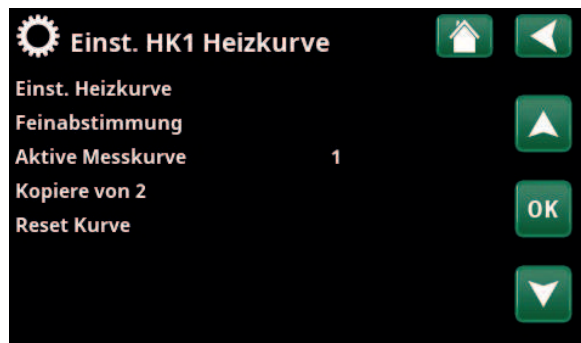 Einst. HK1 Heizkurve
Einst. Heizkurve
Feinabstimmung
Aktive Messkurve 1
Kopiere von 2
OK
Reset Kurve